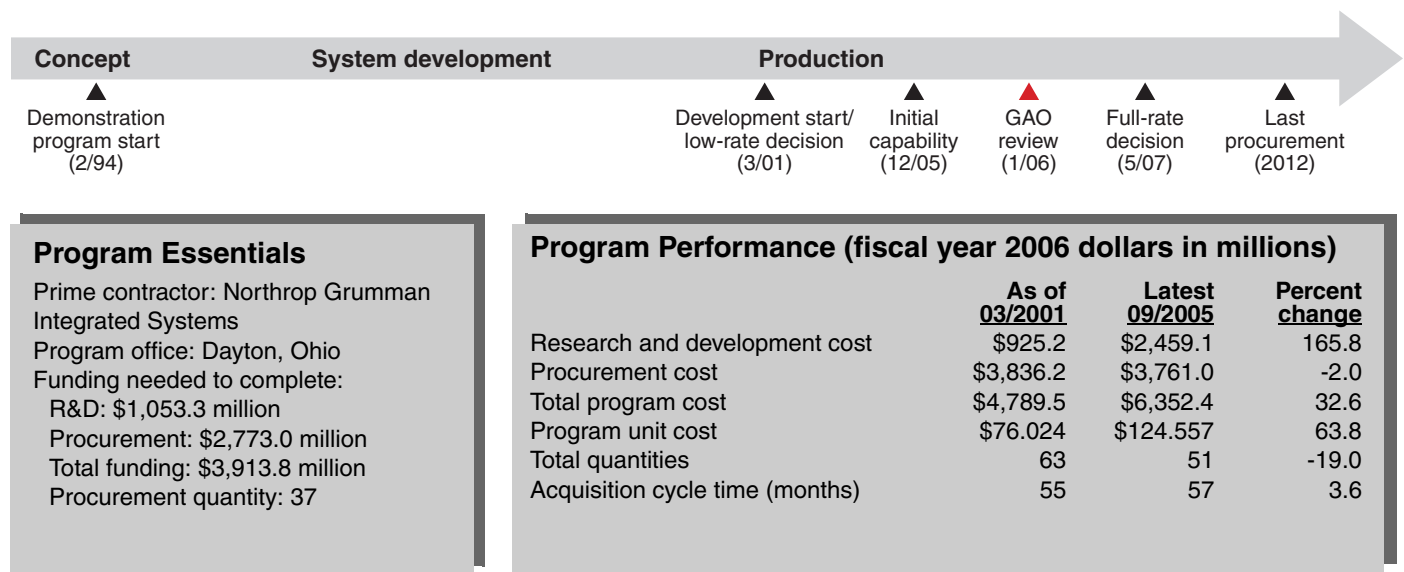 Concept System development Production
Demonstration
program start
(2/94)
Development start/
low-rate decision
(3/01)
Initial
capability
(12/05)
GAO
review
(1/06)
Full-rate
decision
(5/07)
Last
procurement
(2012)
Program Essentials
Prime contractor: Northrop Grumman
Integrated Systems
Program office: Dayton, Ohio
Funding needed to complete:
R&D: $1,053.3 million
Procurement: $2,773.0 million
Total funding: $3,913.8 million
Procurement quantity: 37
Program Performance (fiscal year 2006 dollars in millions)
As of Latest Percent
03/2001 09/2005 change
Research and development cost $925.2 $2,459.1 165.8
Procurement cost $3,836.2 $3,761.0 -2.0
Total program cost $4,789.5 $6,352.4 32.6
Program unit cost $76.024 $124.557 63.8
Total quantities 63 51 -19.0
Acquisition cycle time (months) 55 57 3.6